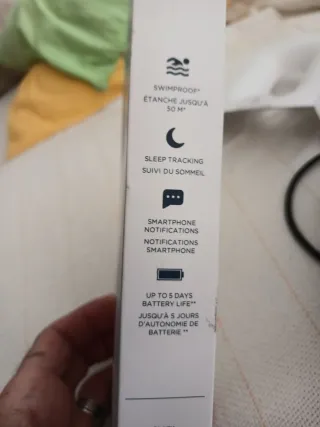 SWIMPROOF*
ÉTANCHE JUSQU'À
50 M*
SLEEP TRACKING
SUIVI DU SOMMEIL
SMARTPHONE
NOTIFICATIONS
NOTIFICATIONS
SMARTPHONE
UP TO 5 DAYS
BATTERY LIFE**
JUSQU'À 5 JOURS
D'AUTONOMIE DE
BATTERIE **